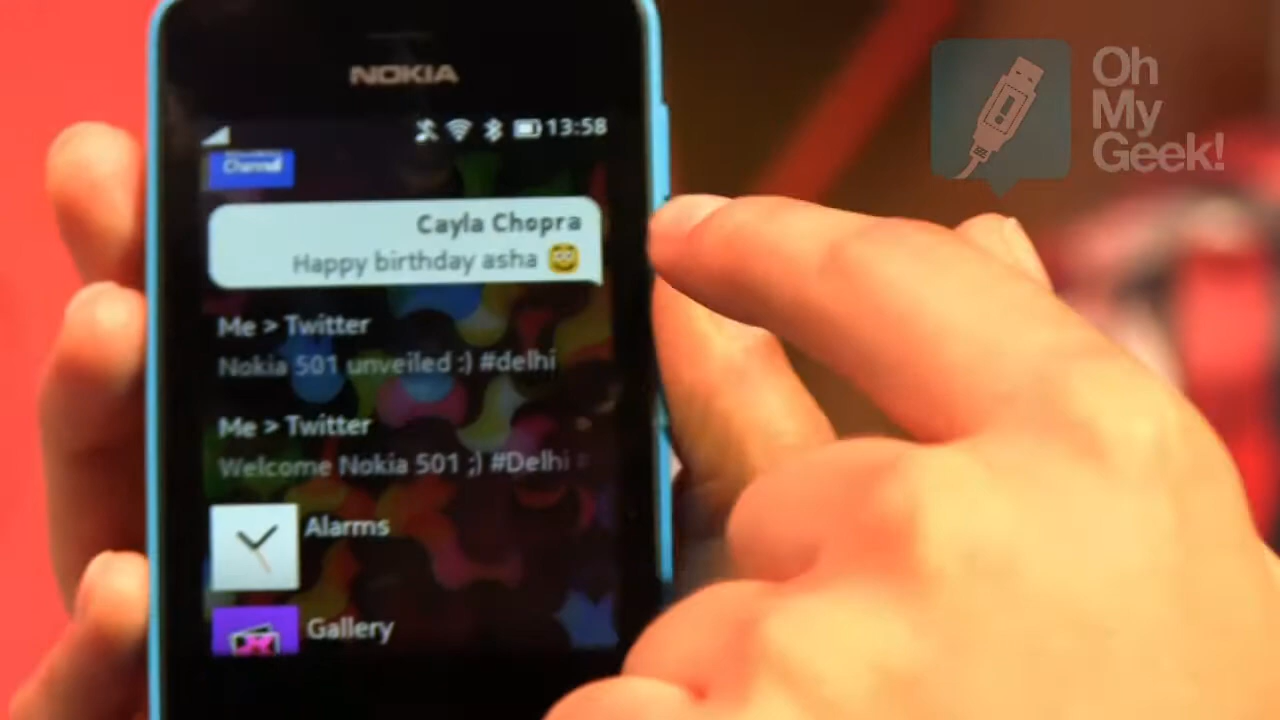 NOKIA
13:58
Channel
Cayla Chopra
Happy birthday asha
Me > Twitter
Nokia 501 unveiled :) #delhi
Me > Twitter
Welcome Nokia 501 ;) #Delhi #
Alarms
Gallery
Oh
My
Geek!